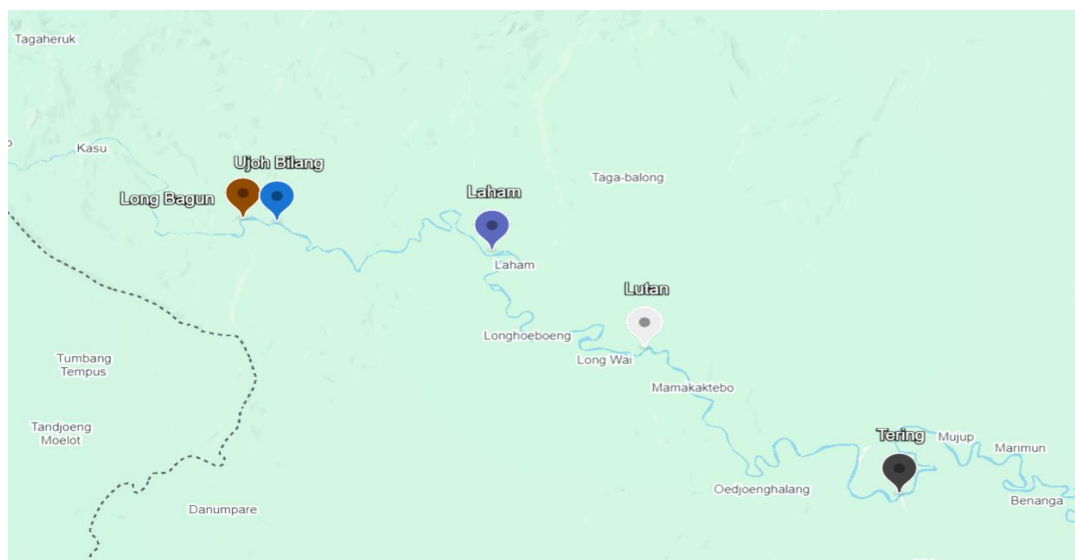 Tagaheruk
Kasu
Ujoh Bilang
Long Bagun
Laham
Taga-balong
Laham
Lutan
Longhoeboeng
Long Wai
Tumbang
Tempus
Mamakaktebo
Tandjoeng
Moelot
Tering
Mujup
Marimun
Oedjoenghalang
Benanga
Danumpare